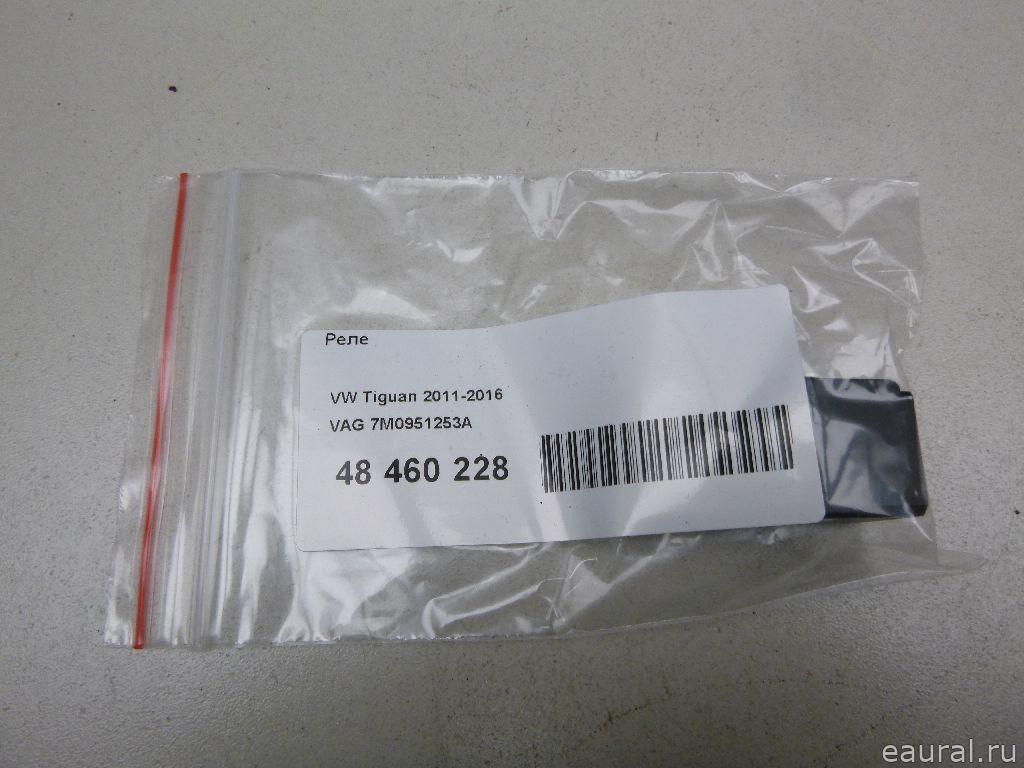 Реле
VW Tiguan 2011-2016
VAG 7M0951253A
48 460 228
eaural.ru